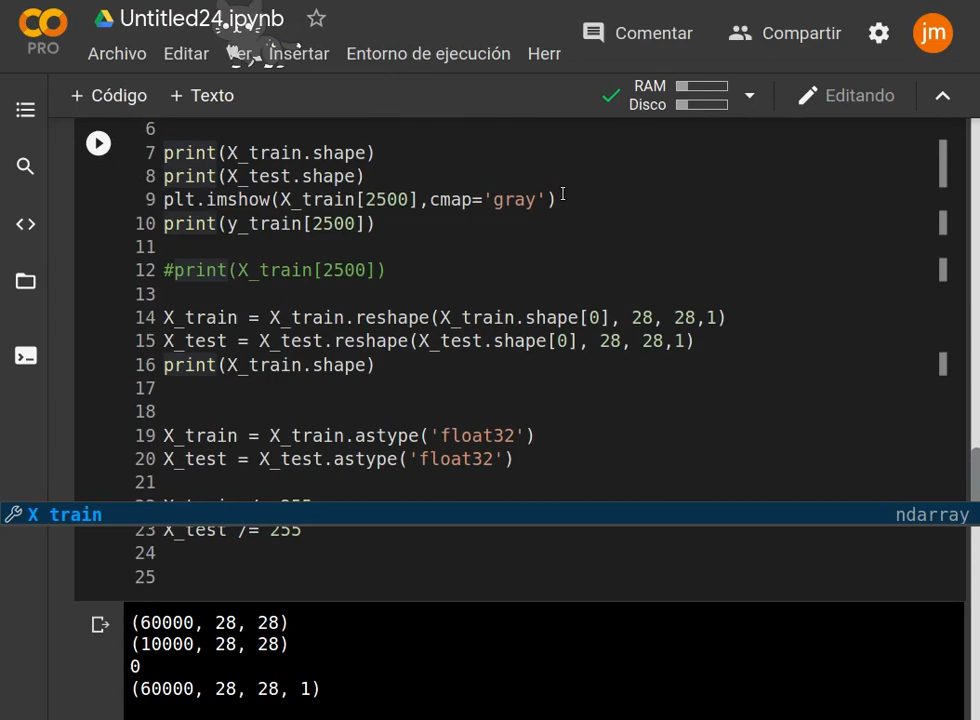 Untitled24.ipynb
PRO
Archivo Editar Ver Insertar Entorno de ejecución Herr
Comentar Compartir jm
+ Código + Texto
RAM
Disco
Editando
6
7 print(X_train.shape)
8 print(X_test.shape)
9 plt.imshow(X_train[2500],cmap='gray')
10 print(y_train[2500])
11
12 #print(X_train[2500])
13
14 X_train = X_train.reshape(X_train.shape[0], 28, 28,1)
15 X_test = X_test.reshape(X_test.shape[0], 28, 28,1)
16 print(X_train.shape)
17
18
19 X_train = X_train.astype('float32')
20 X_test = X_test.astype('float32')
21
X train ndarray
23 X_test /= 255
24
25
(60000, 28, 28)
(10000, 28, 28)
0
(60000, 28, 28, 1)